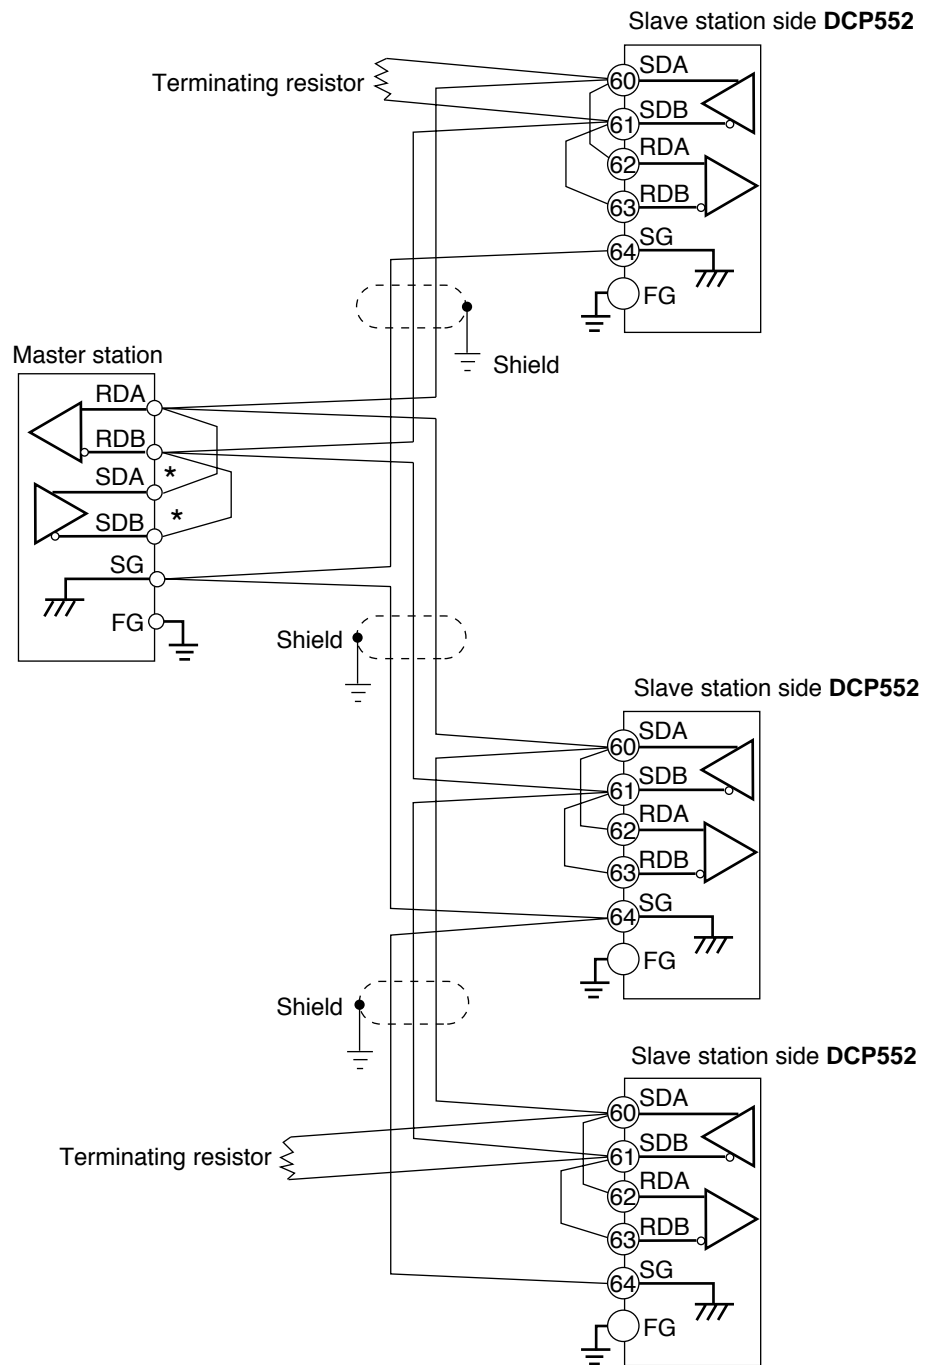 Slave station side DCP552
Terminating resistor
60 SDA
61 SDB
62 RDA
63 RDB
64 SG
FG
Shield
Master station
RDA
RDB
SDA *
SDB *
SG
FG
Shield
Slave station side DCP552
60 SDA
61 SDB
62 RDA
63 RDB
64 SG
FG
Shield
Slave station side DCP552
60 SDA
61 SDB
Terminating resistor
62 RDA
63 RDB
64 SG
FG